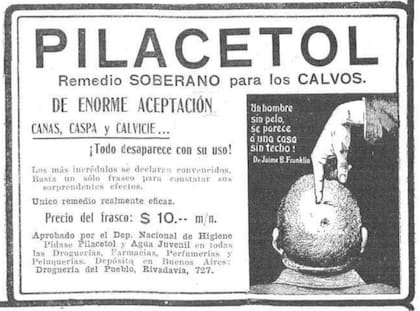 PILACETOL
Remedio SOBERANO para los CALVOS.
DE ENORME ACEPTACIÓN
CANAS, CASPA y CALVICIE...
¡Todo desaparece con su uso!
Los más incrédulos se declaran convencidos.
Basta un sólo frasco para constatar sus
sorprendentes efectos.
Unico remedio realmente eficaz.
Precio del frasco: $ 10.-- m/n.
Aprobado por el Dep. Nacional de Higiene
Pídase Pilacetol y Agua Juvenil en todas
las Droguerías, Farmacias, Perfumerías y
Peluquerías. Depósito en Buenos Aires:
Droguería del Pueblo, Rivadavia, 727.
Un hombre
sin pelo,
se parece
á una casa
sin techo!
Dr. Jaime B. Franklin